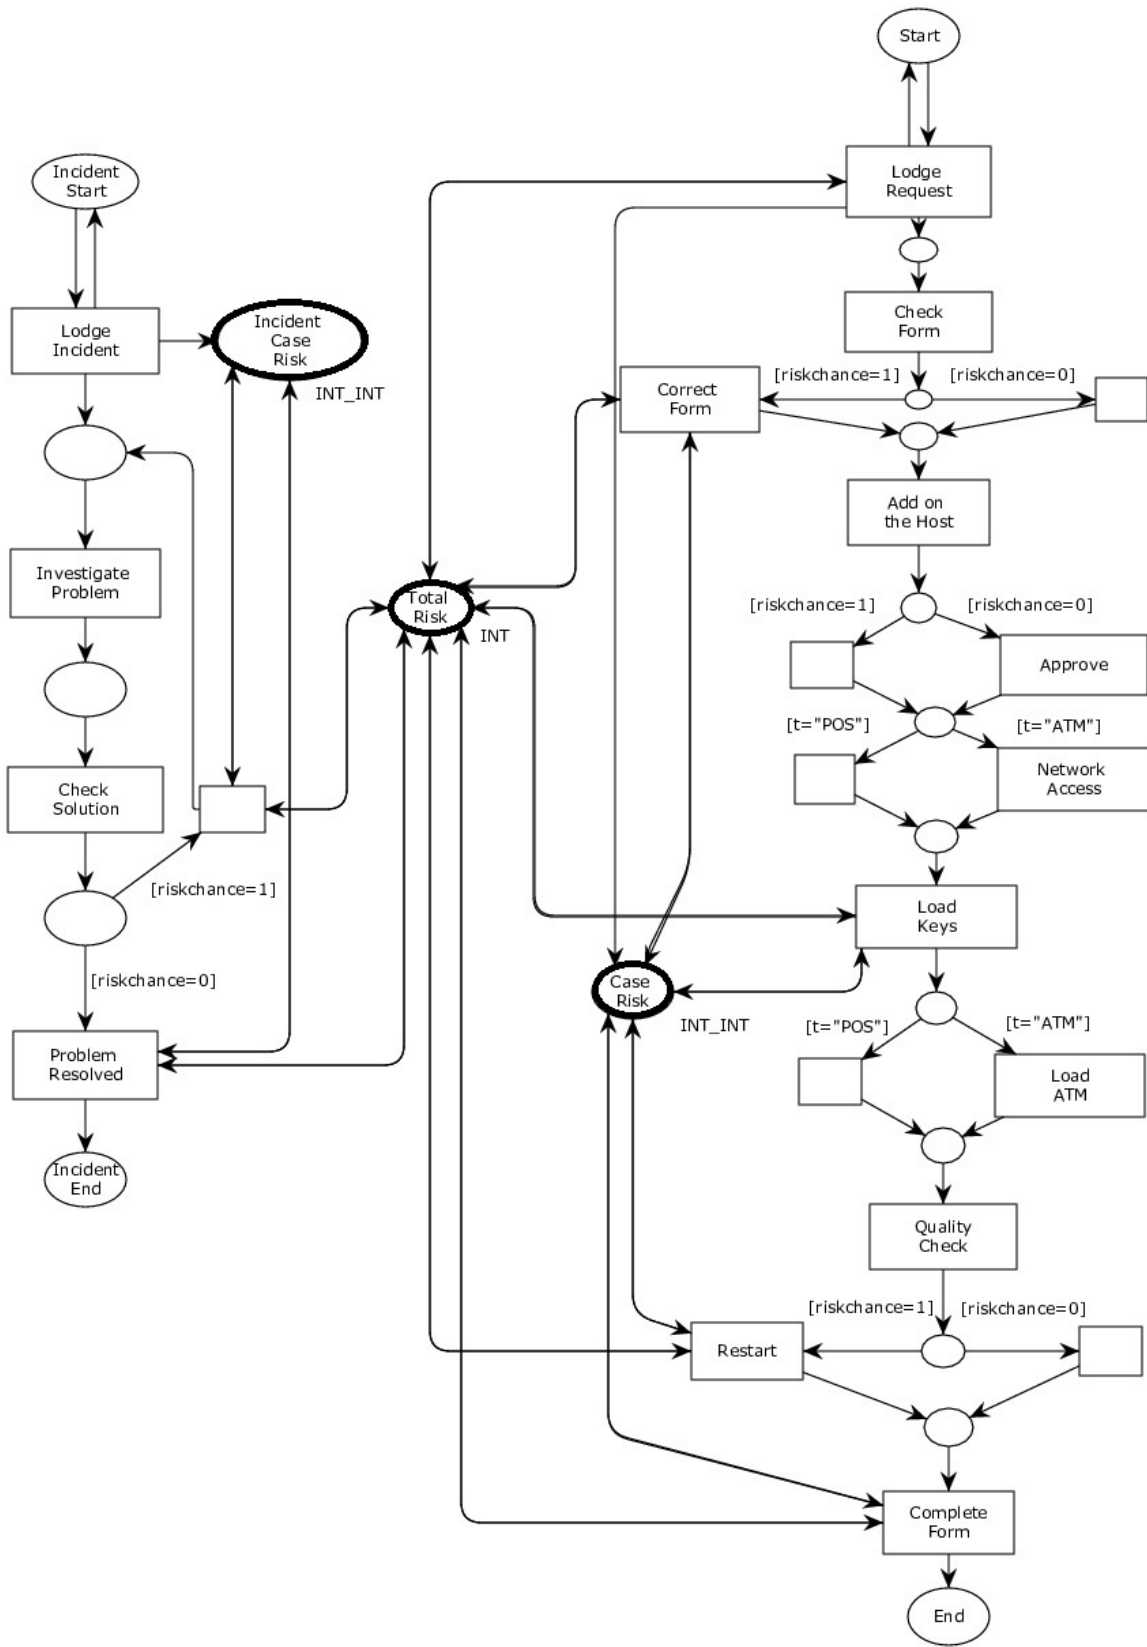 Start
Incident
Start
Lodge
Request
Lodge
Incident
Incident
Case
Risk
INT_INT
Check
Form
[riskchance=1]
[riskchance=0]
Correct
Form
Add on
the Host
Investigate
Problem
Total
Risk
INT
[riskchance=1]
[riskchance=0]
Approve
[t="POS"]
[t="ATM"]
Network
Access
Check
Solution
[riskchance=1]
Load
Keys
[riskchance=0]
Case
Risk
INT_INT
[t="POS"]
[t="ATM"]
Problem
Resolved
Load
ATM
Incident
End
Quality
Check
[riskchance=1]
[riskchance=0]
Restart
Complete
Form
End